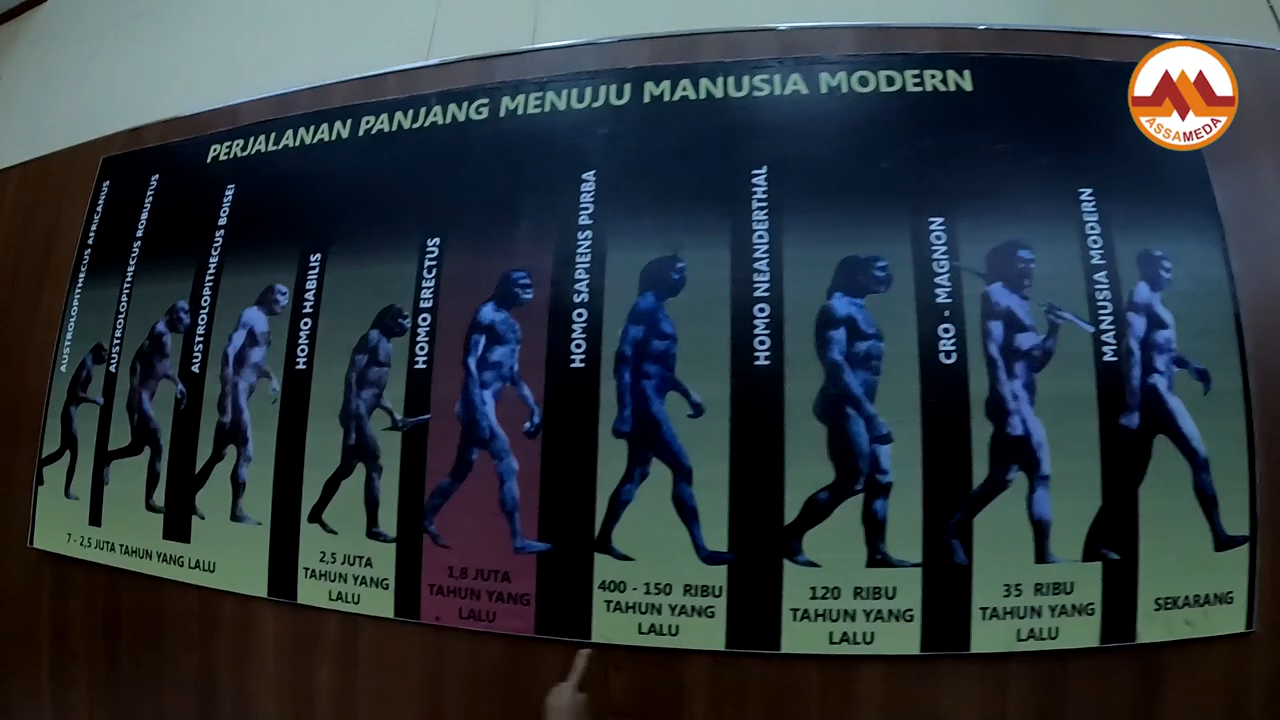 PERJALANAN PANJANG MENUJU MANUSIA MODERN
ASSAMEDA
AUSTROLOPITHECUS AFRICANUS
AUSTROLOPITHECUS ROBUSTUS
AUSTROLOPITHECUS BOISEI
7 - 2,5 JUTA TAHUN YANG LALU
HOMO HABILIS
2,5 JUTA
TAHUN YANG
LALU
HOMO ERECTUS
1,8 JUTA
TAHUN YANG
LALU
HOMO SAPIENS PURBA
400 - 150 RIBU
TAHUN YANG
LALU
HOMO NEANDERTHAL
120 RIBU
TAHUN YANG
LALU
CRO - MAGNON
35 RIBU
TAHUN YANG
LALU
MANUSIA MODERN
SEKARANG